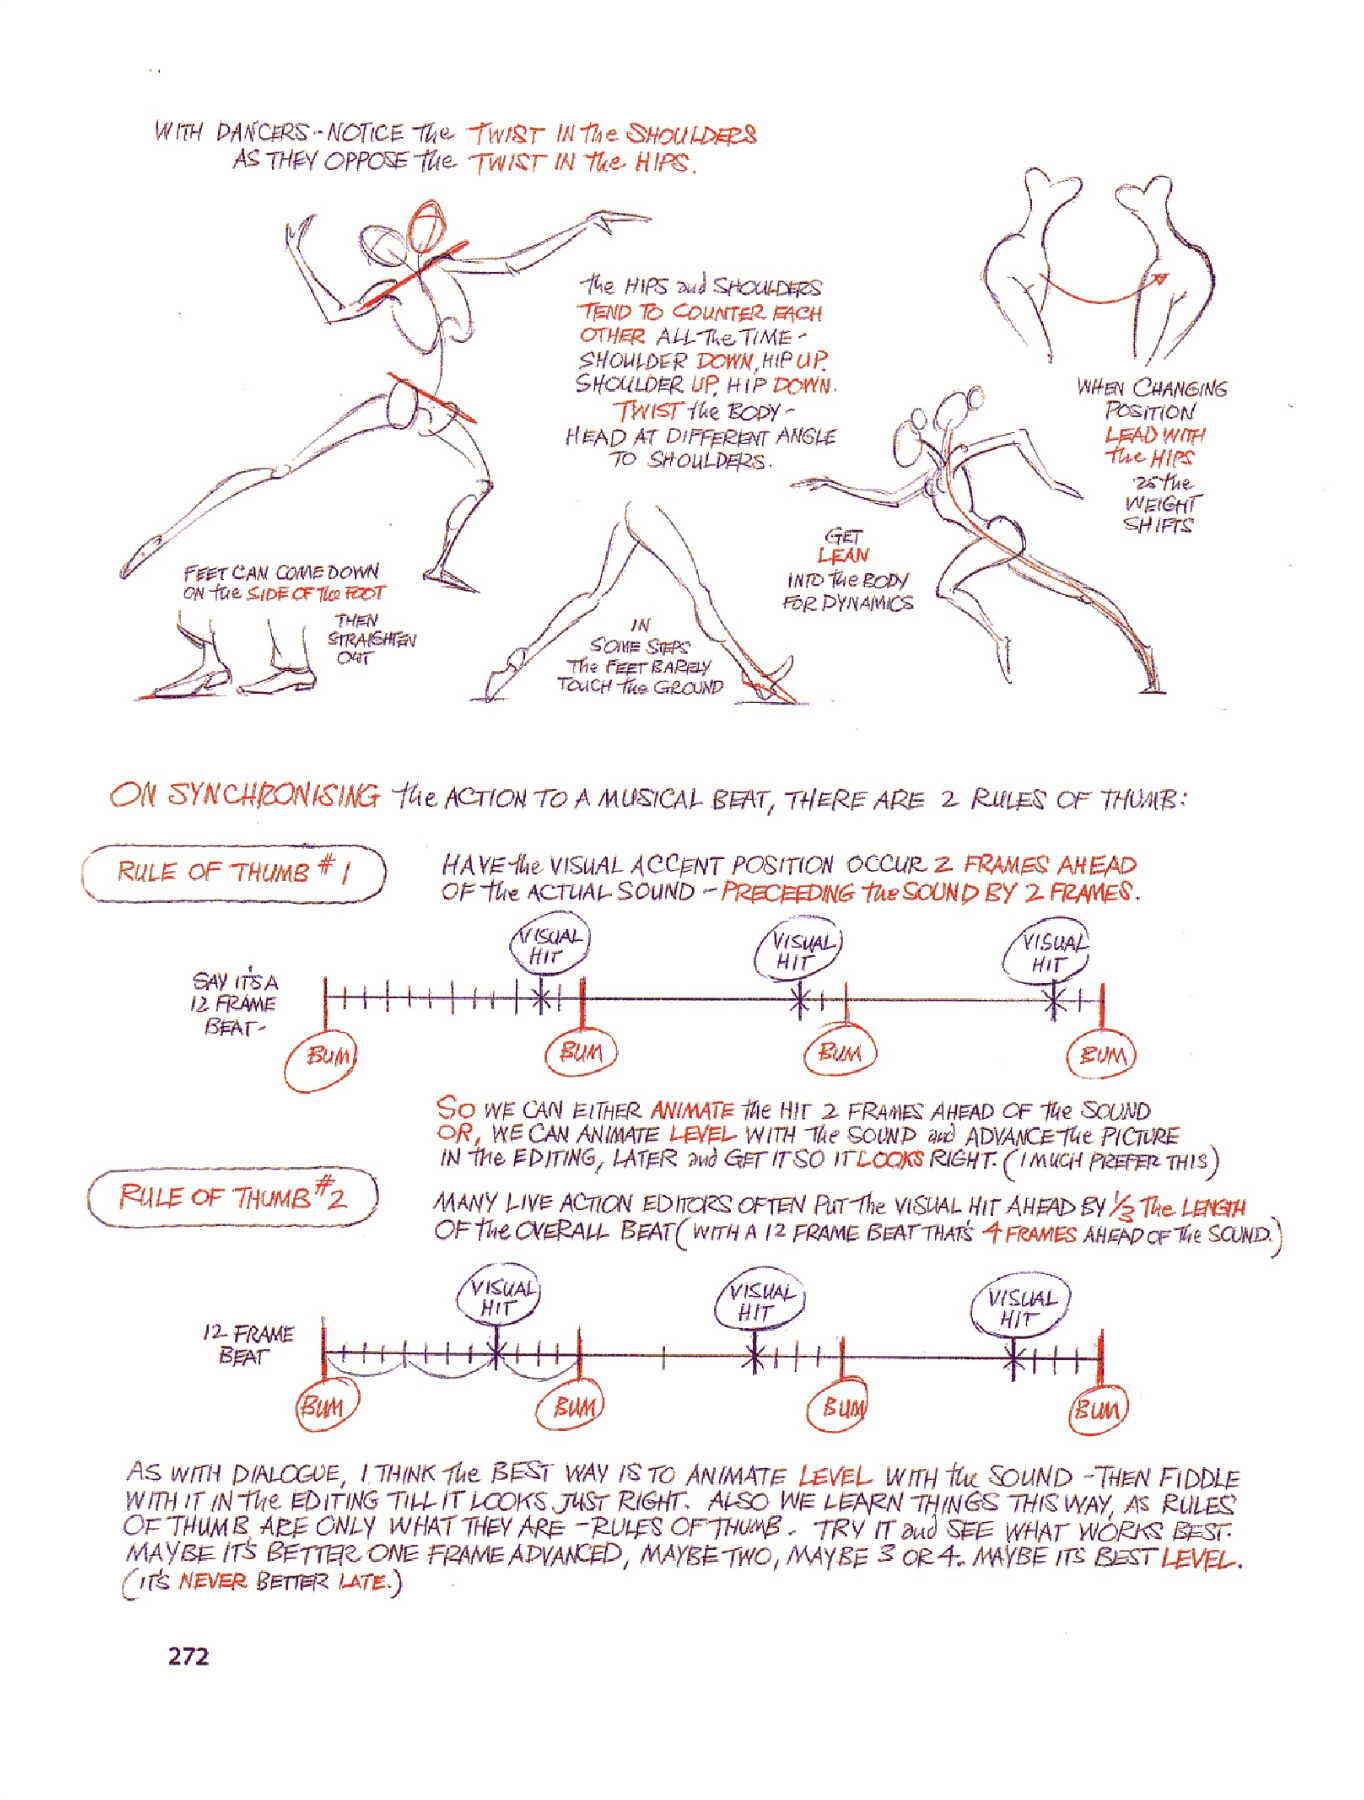 WITH DANCERS -- NOTICE The TWIST IN The SHOULDERS
AS THEY OPPOSE The TWIST IN The HIPS.
The HIPS and SHOULDERS
TEND TO COUNTER EACH
OTHER ALL The TIME -
SHOULDER DOWN, HIP UP.
SHOULDER UP, HIP DOWN.
TWIST the BODY -
HEAD AT DIFFERENT ANGLE
TO SHOULDERS.
WHEN CHANGING
POSITION
LEAD WITH
The HIPS
as the
WEIGHT
SHIFTS
GET
LEAN
INTO The BODY
FOR DYNAMICS
FEET CAN COME DOWN
ON the SIDE OF The FOOT
THEN
STRAIGHTEN
OUT
IN
SOME STEPS
The FEET BARELY
TOUCH the GROUND
ON SYNCHRONISING the ACTION TO A MUSICAL BEAT, THERE ARE 2 RULES OF THUMB:
RULE OF THUMB #1
HAVE the VISUAL ACCENT POSITION OCCUR 2 FRAMES AHEAD
OF the ACTUAL SOUND - PRECEEDING the SOUND BY 2 FRAMES.
VISUAL HIT
VISUAL HIT
VISUAL HIT
SAY IT'S A
12 FRAME
BEAT-
BUM
BUM
BUM
BUM
SO WE CAN EITHER ANIMATE the HIT 2 FRAMES AHEAD OF The SOUND
OR, WE CAN ANIMATE LEVEL WITH The SOUND and ADVANCE The PICTURE
IN the EDITING, LATER and GET IT SO IT LOOKS RIGHT. (I MUCH PREFER THIS)
RULE OF THUMB #2
MANY LIVE ACTION EDITORS OFTEN PUT The VISUAL HIT AHEAD BY 1/3 The LENGTH
OF the OVERALL BEAT (WITH A 12 FRAME BEAT THAT'S 4 FRAMES AHEAD OF The SOUND.)
VISUAL HIT
VISUAL HIT
VISUAL HIT
12 FRAME
BEAT
BUM
BUM
BUM
BUM
AS WITH DIALOGUE, I THINK The BEST WAY IS TO ANIMATE LEVEL WITH the SOUND - THEN FIDDLE
WITH IT IN The EDITING TILL IT LOOKS JUST RIGHT. ALSO WE LEARN THINGS THIS WAY, AS RULES
OF THUMB ARE ONLY WHAT THEY ARE - RULES OF THUMB. TRY IT and SEE WHAT WORKS BEST.
MAYBE IT'S BETTER ONE FRAME ADVANCED, MAYBE TWO, MAYBE 3 OR 4. MAYBE IT'S BEST LEVEL.
(IT'S NEVER BETTER LATE.)
272